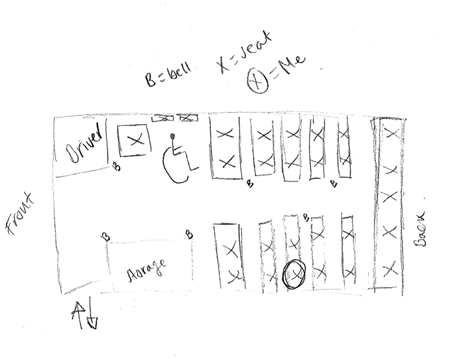 B = bell
X = seat
X = Me
Driver
X
X X X X X X
X X X X X X
B
B B
X
Front
Back
B B
X X X X X X
Storage
X X X X X X